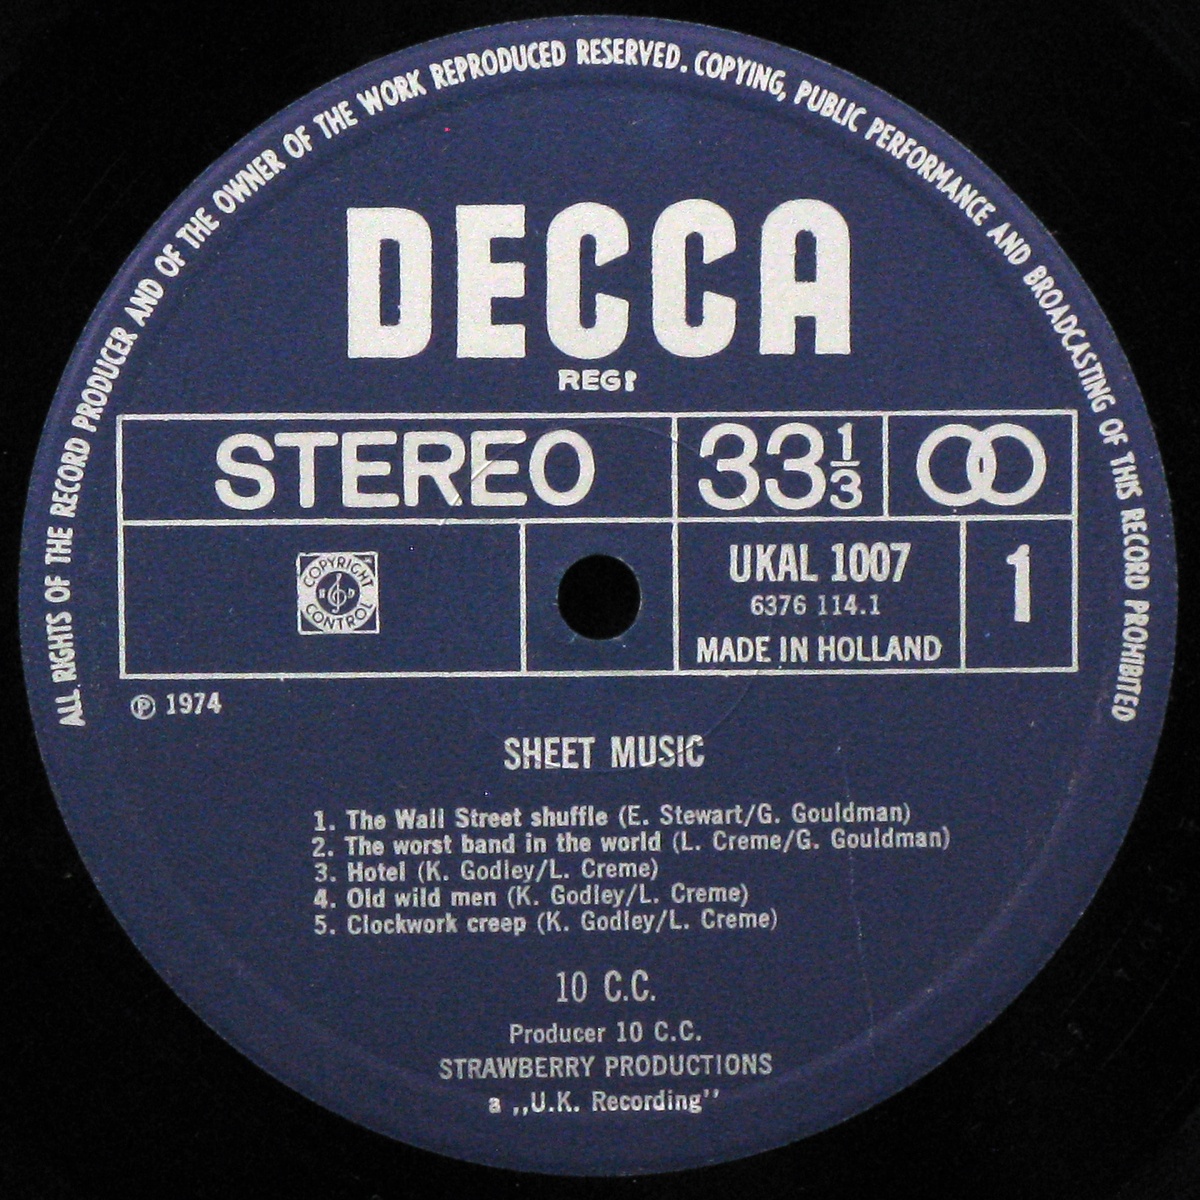 ALL RIGHTS OF THE RECORD PRODUCER AND OF THE OWNER OF THE WORK REPRODUCED RESERVED. COPYING, PUBLIC PERFORMANCE AND BROADCASTING OF THIS RECORD PROHIBITED
DECCA
REGD
STEREO
33 1/3
COPYRIGHT
CONTROL
UKAL 1007
6376 114.1
MADE IN HOLLAND
1
℗ 1974
SHEET MUSIC
1. The Wall Street shuffle (E. Stewart/G. Gouldman)
2. The worst band in the world (L. Creme/G. Gouldman)
3. Hotel (K. Godley/L. Creme)
4. Old wild men (K. Godley/L. Creme)
5. Clockwork creep (K. Godley/L. Creme)
10 C.C.
Producer 10 C.C.
STRAWBERRY PRODUCTIONS
a ,,U.K. Recording’’